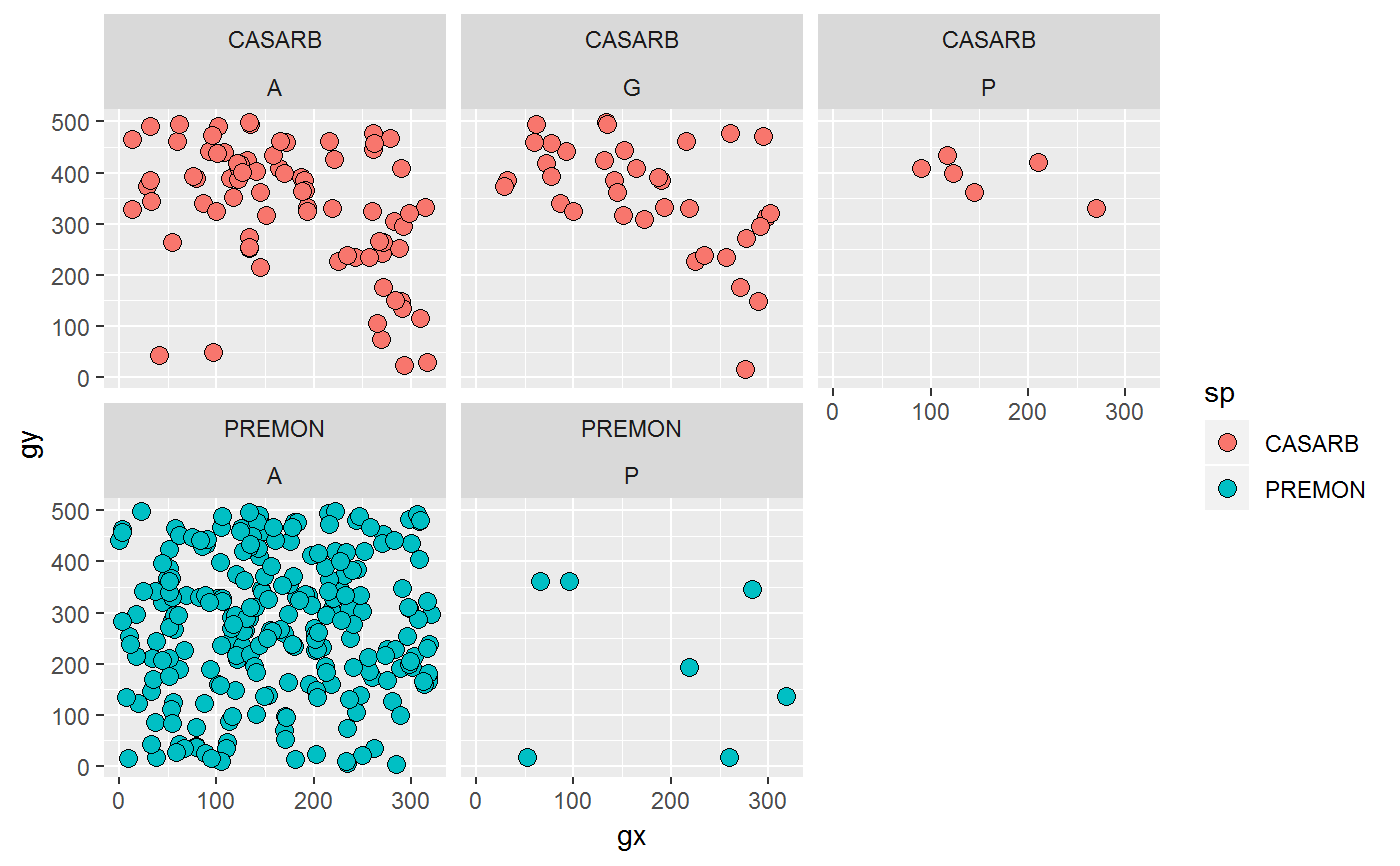 CASARB CASARB CASARB
A G P
500
400
300
200
100
0
0 100 200 300
PREMON PREMON
A P
gy
500
400
300
200
100
0
0 100 200 300 0 100 200 300
gx
sp
CASARB
PREMON